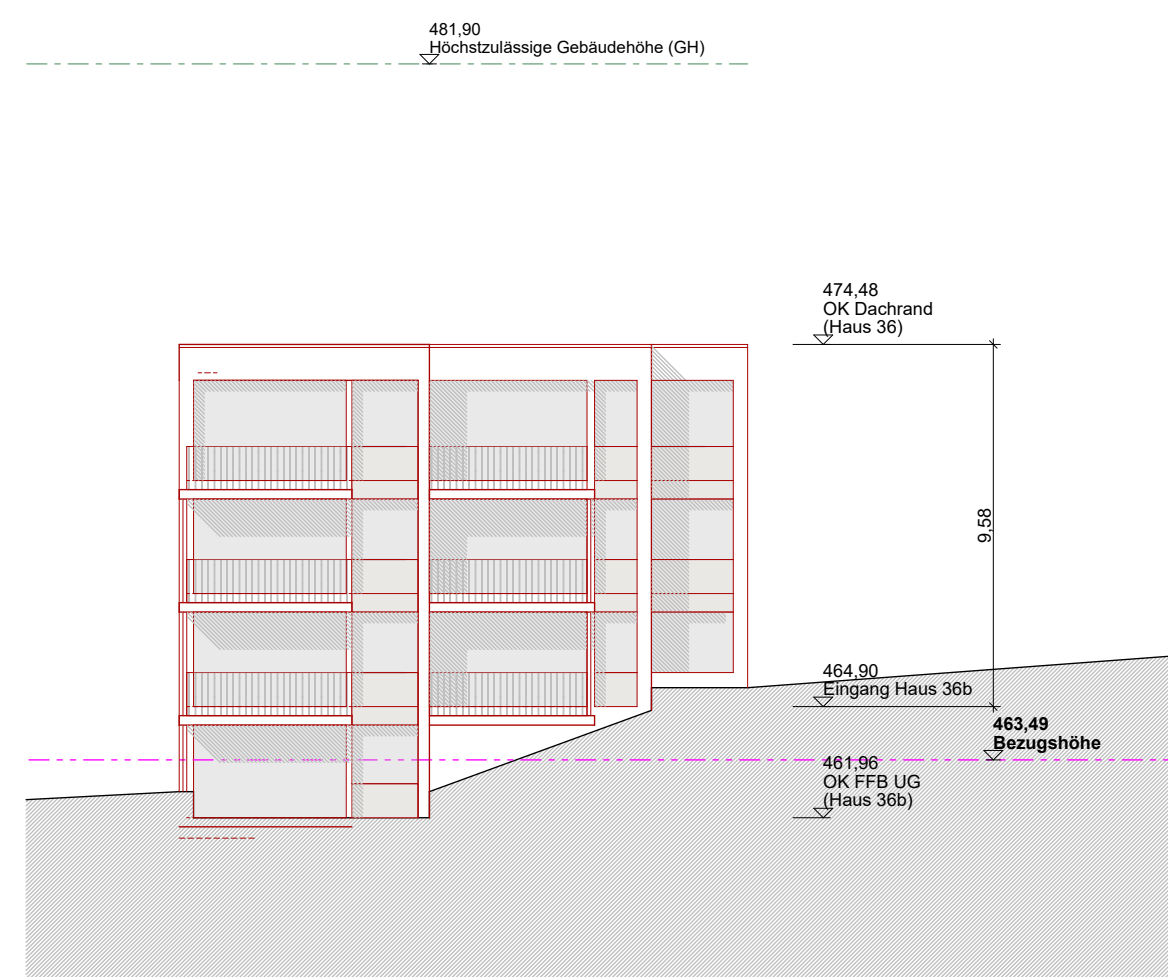 481,90
Höchstzulässige Gebäudehöhe (GH)
474,48
OK Dachrand
(Haus 36)
9,58
464,90
Eingang Haus 36b
463,49
Bezugshöhe
461,96
OK FFB UG
(Haus 36b)